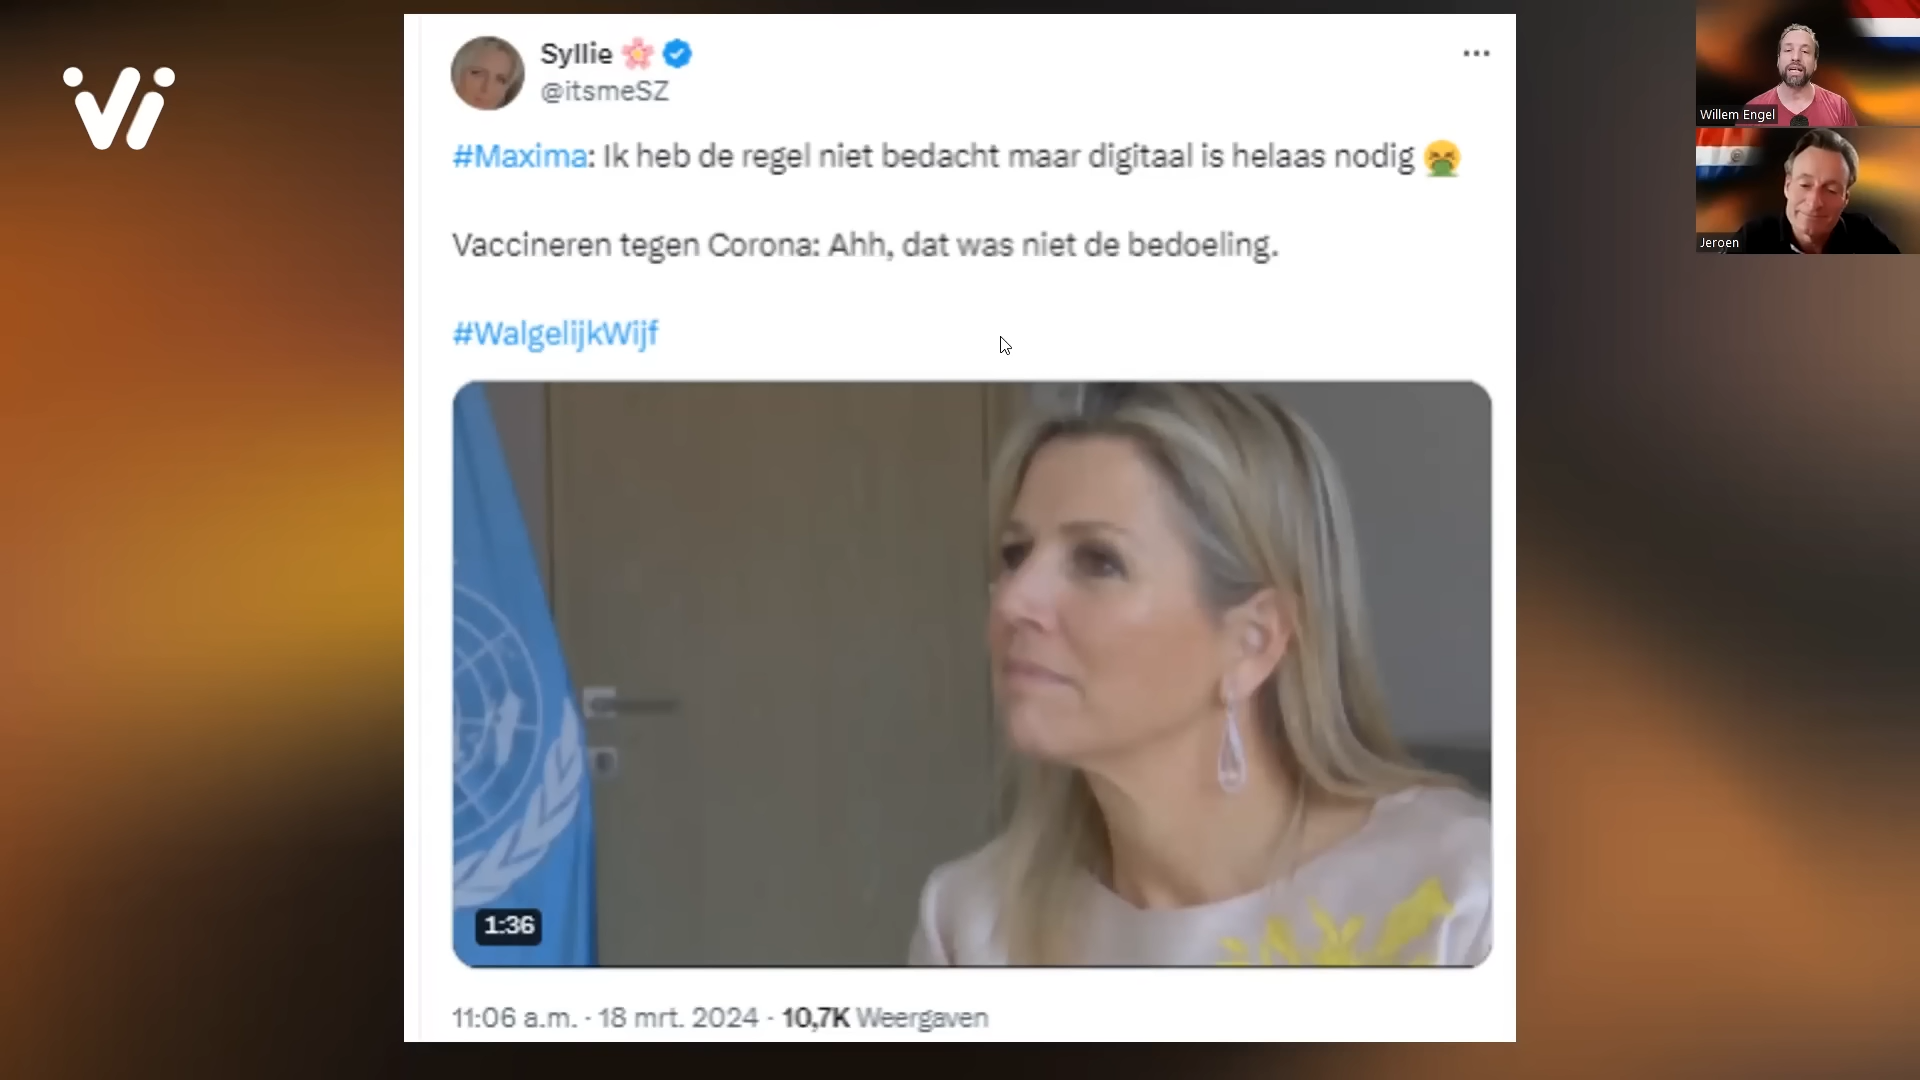 Vi
Syllie
@itsmeSZ
#Maxima: Ik heb de regel niet bedacht maar digitaal is helaas nodig
Vaccineren tegen Corona: Ahh, dat was niet de bedoeling.
#WalgelijkWijf
1:36
11:06 a.m. · 18 mrt. 2024 · 10,7K Weergaven
Willem Engel
Jeroen